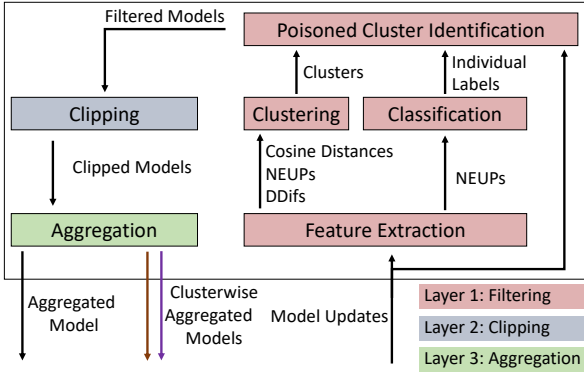 Filtered Models
Poisoned Cluster Identification
Clusters
Individual
Labels
Clipping
Clustering
Classification
Clipped Models
Cosine Distances
NEUPs
DDifs
NEUPs
Aggregation
Feature Extraction
Aggregated
Model
Clusterwise
Aggregated
Models
Model Updates
Layer 1: Filtering
Layer 2: Clipping
Layer 3: Aggregation